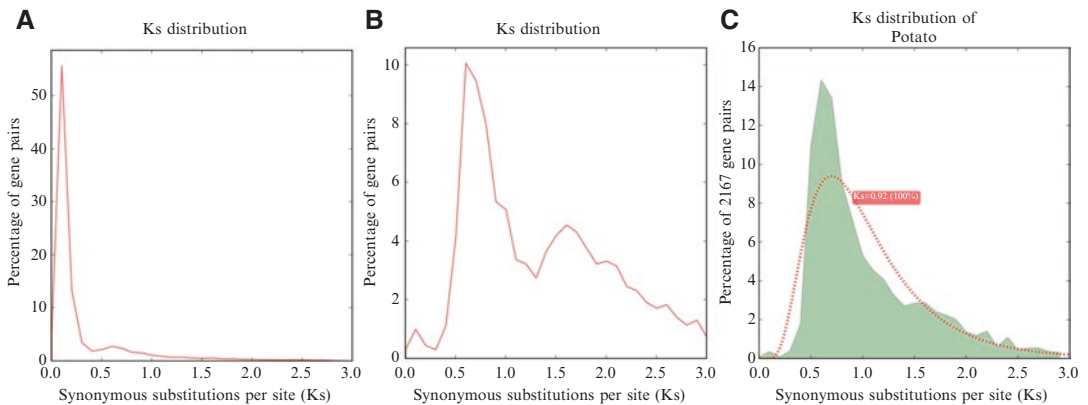 A
Ks distribution
Percentage of gene pairs
50
40
30
20
10
0
0.0 0.5 1.0 1.5 2.0 2.5 3.0
Synonymous substitutions per site (Ks)
B
Ks distribution
Percentage of gene pairs
10
8
6
4
2
0
0.0 0.5 1.0 1.5 2.0 2.5 3.0
Synonymous substitutions per site (Ks)
C
Ks distribution of
Potato
Percentage of 2167 gene pairs
16
14
12
10
8
6
4
2
0
Ks=0.92 (100%)
0.0 0.5 1.0 1.5 2.0 2.5 3.0
Synonymous substitutions per site (Ks)